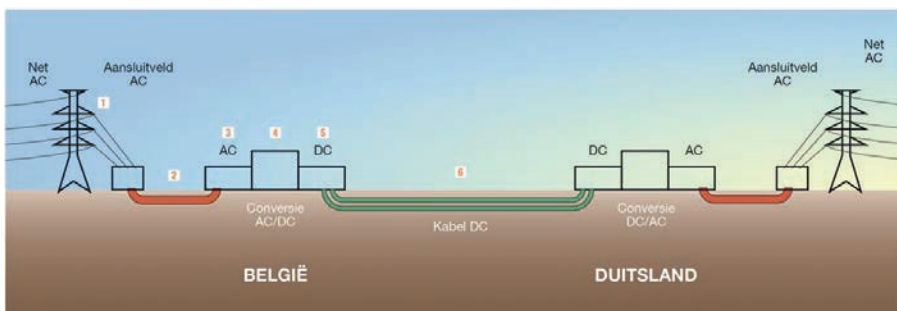 Net
AC
Aansluitveld
AC
1
2
3
AC
4
5
DC
6
DC
AC
Aansluitveld
AC
Net
AC
Conversie
AC/DC
Kabel DC
Conversie
DC/AC
BELGIË
DUITSLAND